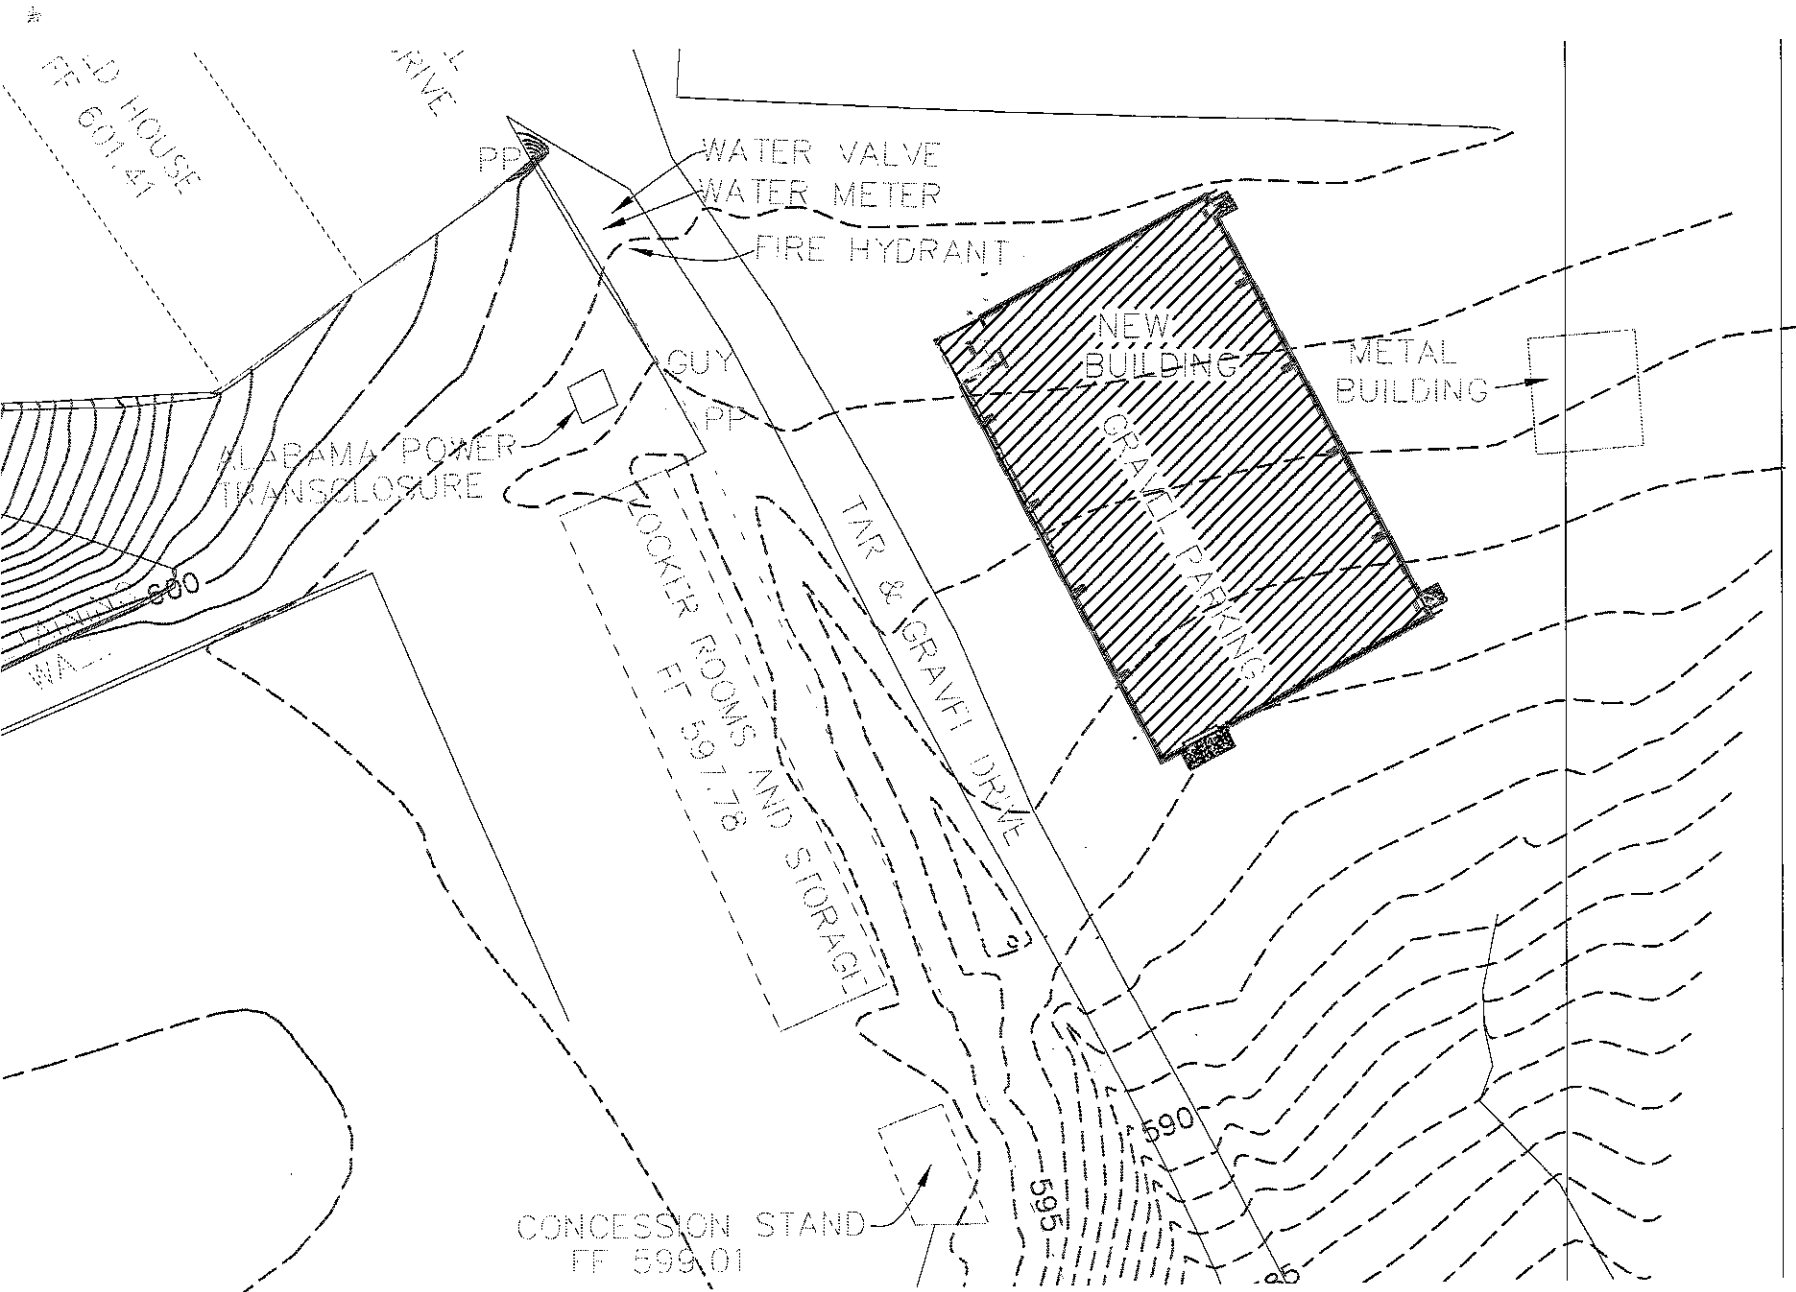 HOUSE
FF 601.41
RIVE
PP
WATER VALVE
WATER METER
FIRE HYDRANT
GUY
PP
NEW
BUILDING
METAL
BUILDING
GRAVEL PARKING
ALABAMA POWER
TRANSCLOSURE
TAR & GRAVEL DRIVE
LOCKER ROOMS AND STORAGE
FF 597.78
600
WA
590
595
CONCESSION STAND
FF 599.01